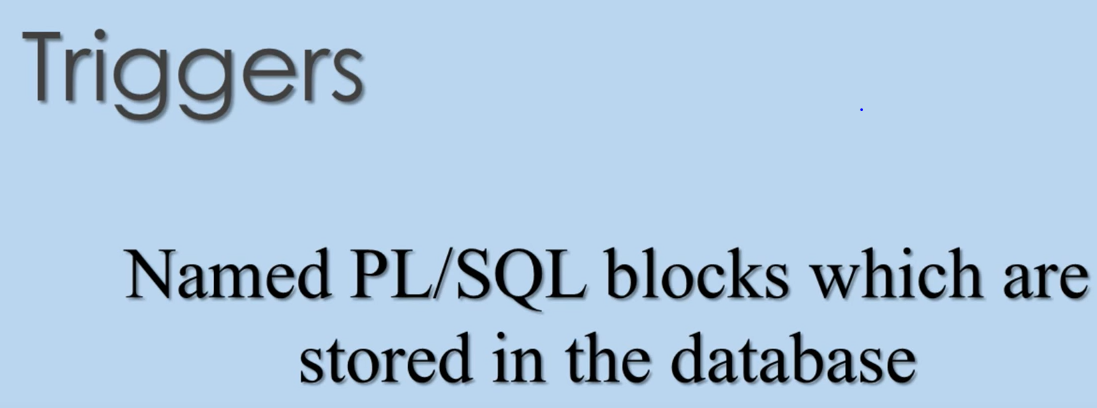 Triggers
Named PL/SQL blocks which are
stored in the database